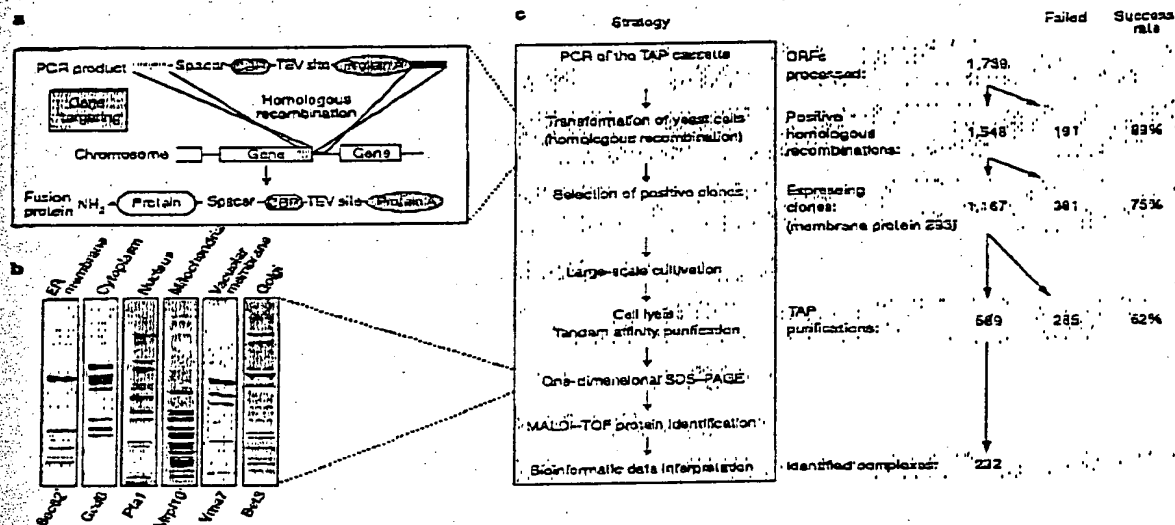 a
PCR product Spacer CBP TEV site Protein A
Gene targeting
Homologous recombination
Chromosome Gene Gene
Fusion protein NH2 Protein Spacer CBP TEV site Protein A
b
ER membrane
Cytoplasm
Nucleus
Mitochondria
Vacuolar membrane
Golgi
Pta1
Vma7
Bet3
c
Strategy
PCR of the TAP cassette
Transformation of yeast cells
(homologous recombination)
Selection of positive clones
Large-scale cultivation
Cell lysis
Tandem affinity purification
One-dimensional SDS–PAGE
MALDI–TOF protein identification
Bioinformatic data interpretation
Failed Success rate
ORFs processed: 1,739
Positive homologous recombinations: 1,548 191
Expressing clones: 1,167 381 75%
(membrane protein 293)
TAP purifications: 589 62%
Identified complexes: 232